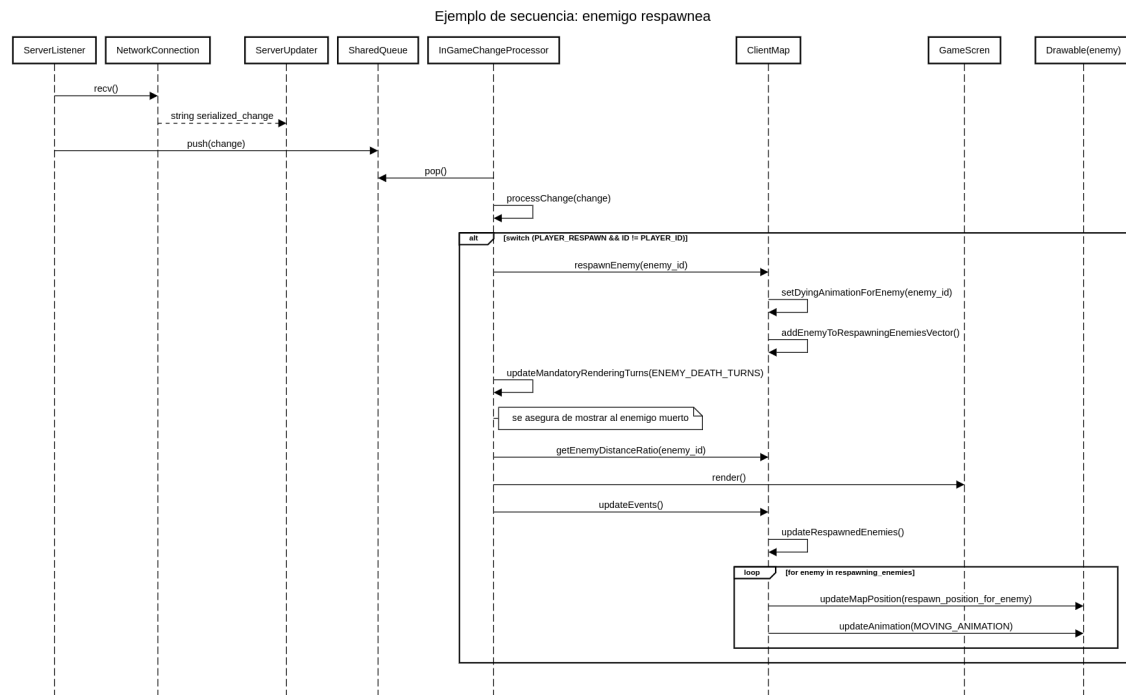 Ejemplo de secuencia: enemigo respawnea
ServerListener
NetworkConnection
ServerUpdater
SharedQueue
InGameChangeProcessor
ClientMap
GameScren
Drawable(enemy)
recv()
string serialized_change
push(change)
pop()
processChange(change)
alt
[switch (PLAYER_RESPAWN && ID != PLAYER_ID)]
respawnEnemy(enemy_id)
setDyingAnimationForEnemy(enemy_id)
addEnemyToRespawningEnemiesVector()
updateMandatoryRenderingTurns(ENEMY_DEATH_TURNS)
se asegura de mostrar al enemigo muerto
getEnemyDistanceRatio(enemy_id)
render()
updateEvents()
updateRespawnedEnemies()
loop
[for enemy in respawning_enemies]
updateMapPosition(respawn_position_for_enemy)
updateAnimation(MOVING_ANIMATION)